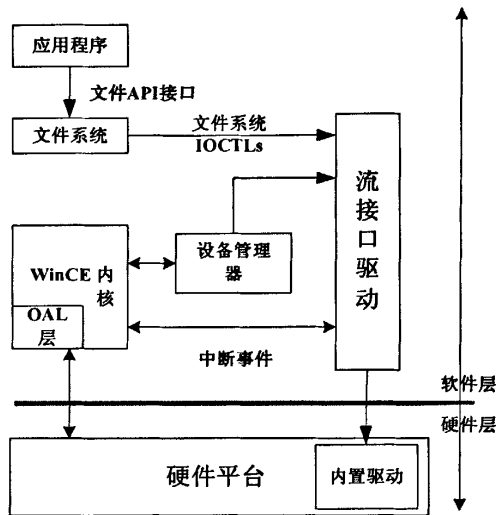 应用程序
文件API接口
文件系统
文件系统
IOCTLs
流接口驱动
设备管理
器
WinCE 内
核
OAL
层
中断事件
软件层
硬件层
硬件平台
内置驱动